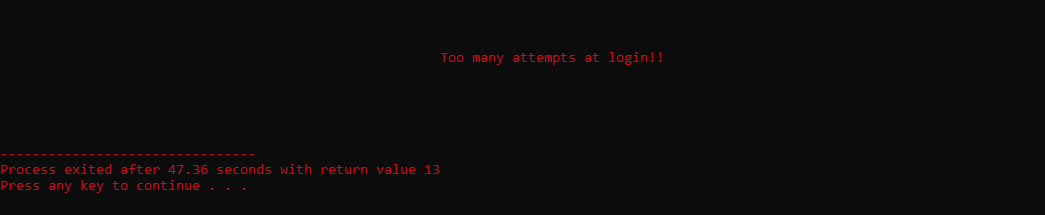 Too many attempts at login!!
--------------------------------
Process exited after 47.36 seconds with return value 13
Press any key to continue . . .